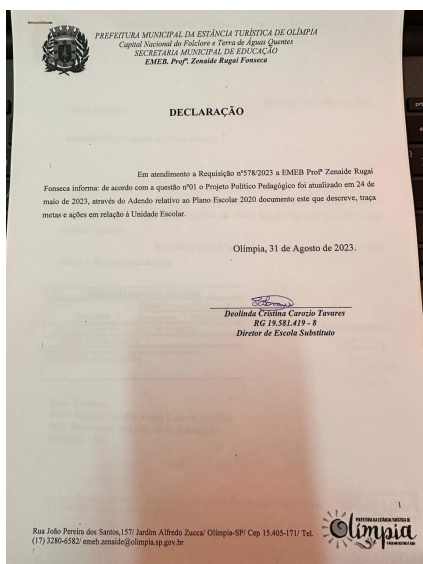 PREFEITURA MUNICIPAL DA ESTÂNCIA TURÍSTICA DE OLÍMPIA
Capital Nacional do Folclore e Terra de Águas Quentes
SECRETARIA MUNICIPAL DE EDUCAÇÃO
EMEB. Profª. Zenaide Rugai Fonseca
DECLARAÇÃO
Em atendimento a Requisição nº578/2023 a EMEB Profª Zenaide Rugai
Fonseca informa: de acordo com a questão nº01 o Projeto Político Pedagógico foi atualizado em 24 de
maio de 2023, através do Adendo relativo ao Plano Escolar 2020 documento este que descreve, traça
metas e ações em relação à Unidade Escolar.
Olímpia, 31 de Agosto de 2023.
Deolinda Cristina Carozio Tavares
RG 19.581.419 - 8
Diretor de Escola Substituto
1
Rua João Pereira dos Santos,157/ Jardim Alfredo Zucca/ Olímpia-SP/ Cep 15.405-171/ Tel.
(17) 3280-6582/ emeb.zenaide@olimpia.sp.gov.br
PREFEITURA DA ESTÂNCIA TURÍSTICA DE
Olímpia